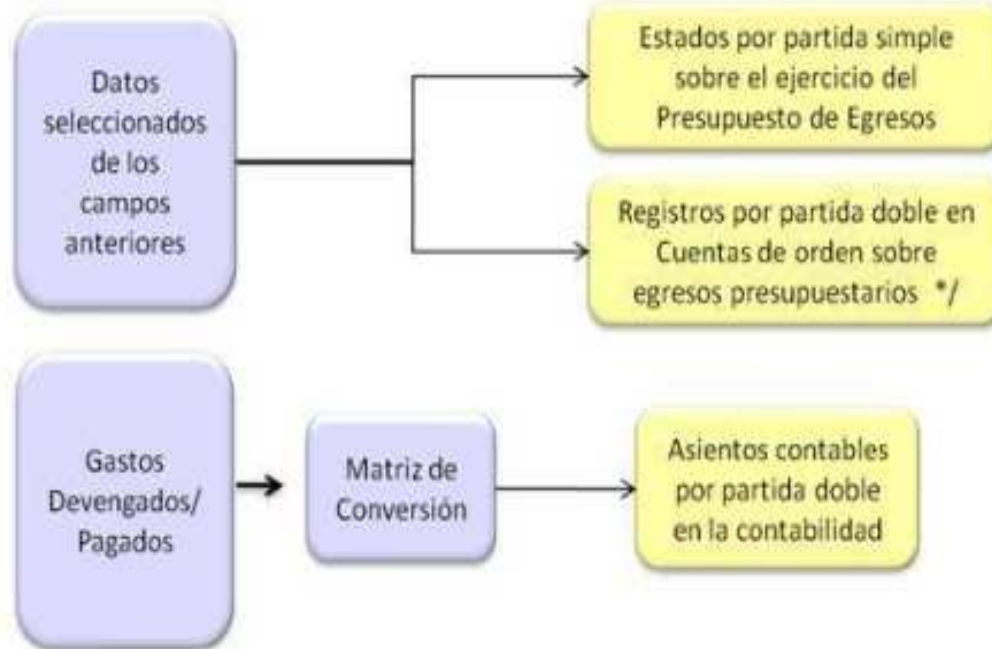 Datos
seleccionados
de los
campos
anteriores
Estados por partida simple
sobre el ejercicio del
Presupuesto de Egresos
Registros por partida doble en
Cuentas de orden sobre
egresos presupuestarios */
Gastos
Devengados/
Pagados
Matriz de
Conversión
Asientos contables
por partida doble
en la contabilidad